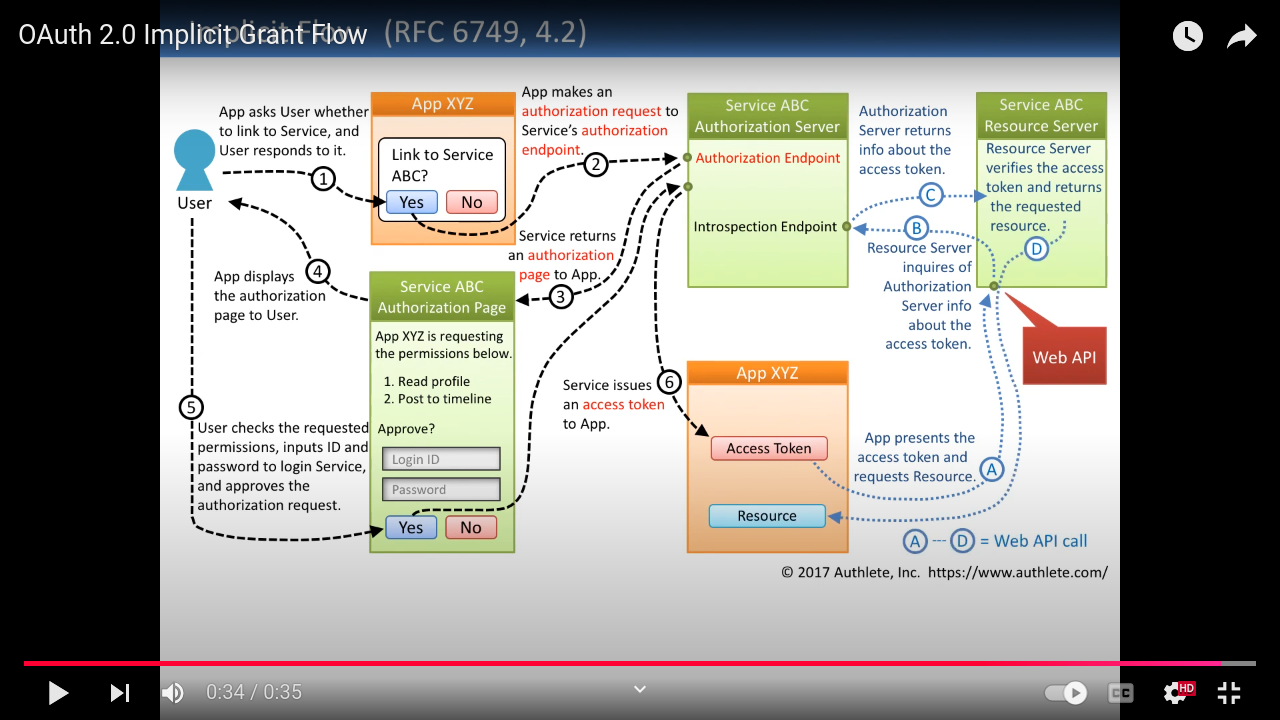 OAuth 2.0 Implicit Grant Flow
(RFC 6749, 4.2)
App asks User whether
to link to Service, and
User responds to it.
User
1
App XYZ
Link to Service
ABC?
Yes
No
App makes an
authorization request to
Service's authorization
endpoint.
2
Service ABC
Authorization Server
Authorization Endpoint
Introspection Endpoint
Authorization
Server returns
info about the
access token.
C
B
Service ABC
Resource Server
Resource Server
verifies the access
token and returns
the requested
resource.
D
Resource Server
inquires of
Authorization
Server info
about the
access token.
Web API
Service returns
an authorization
page to App.
3
App displays
the authorization
page to User.
4
Service ABC
Authorization Page
App XYZ is requesting
the permissions below.
1. Read profile
2. Post to timeline
Approve?
Login ID
Password
Yes
No
5
User checks the requested
permissions, inputs ID and
password to login Service,
and approves the
authorization request.
Service issues
an access token
to App.
6
App XYZ
Access Token
Resource
App presents the
access token and
requests Resource.
A
A --- D = Web API call
© 2017 Authlete, Inc. https://www.authlete.com/
0:34 / 0:35
CC
HD